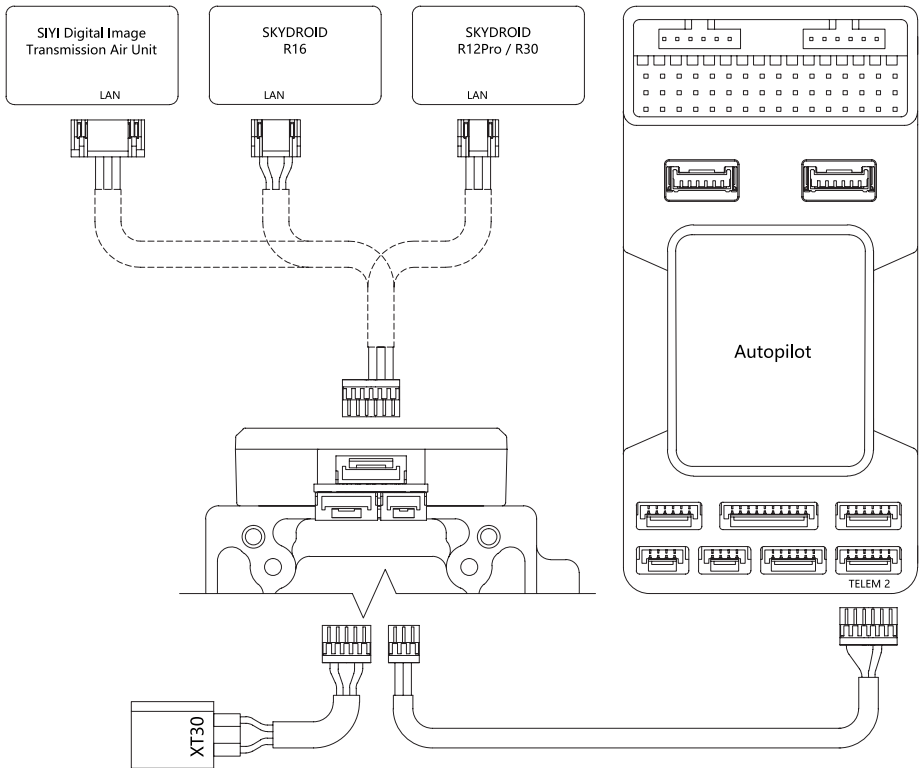 SIYI Digital Image
Transmission Air Unit
LAN
SKYDROID
R16
LAN
SKYDROID
R12Pro / R30
LAN
Autopilot
TELEM 2
XT30